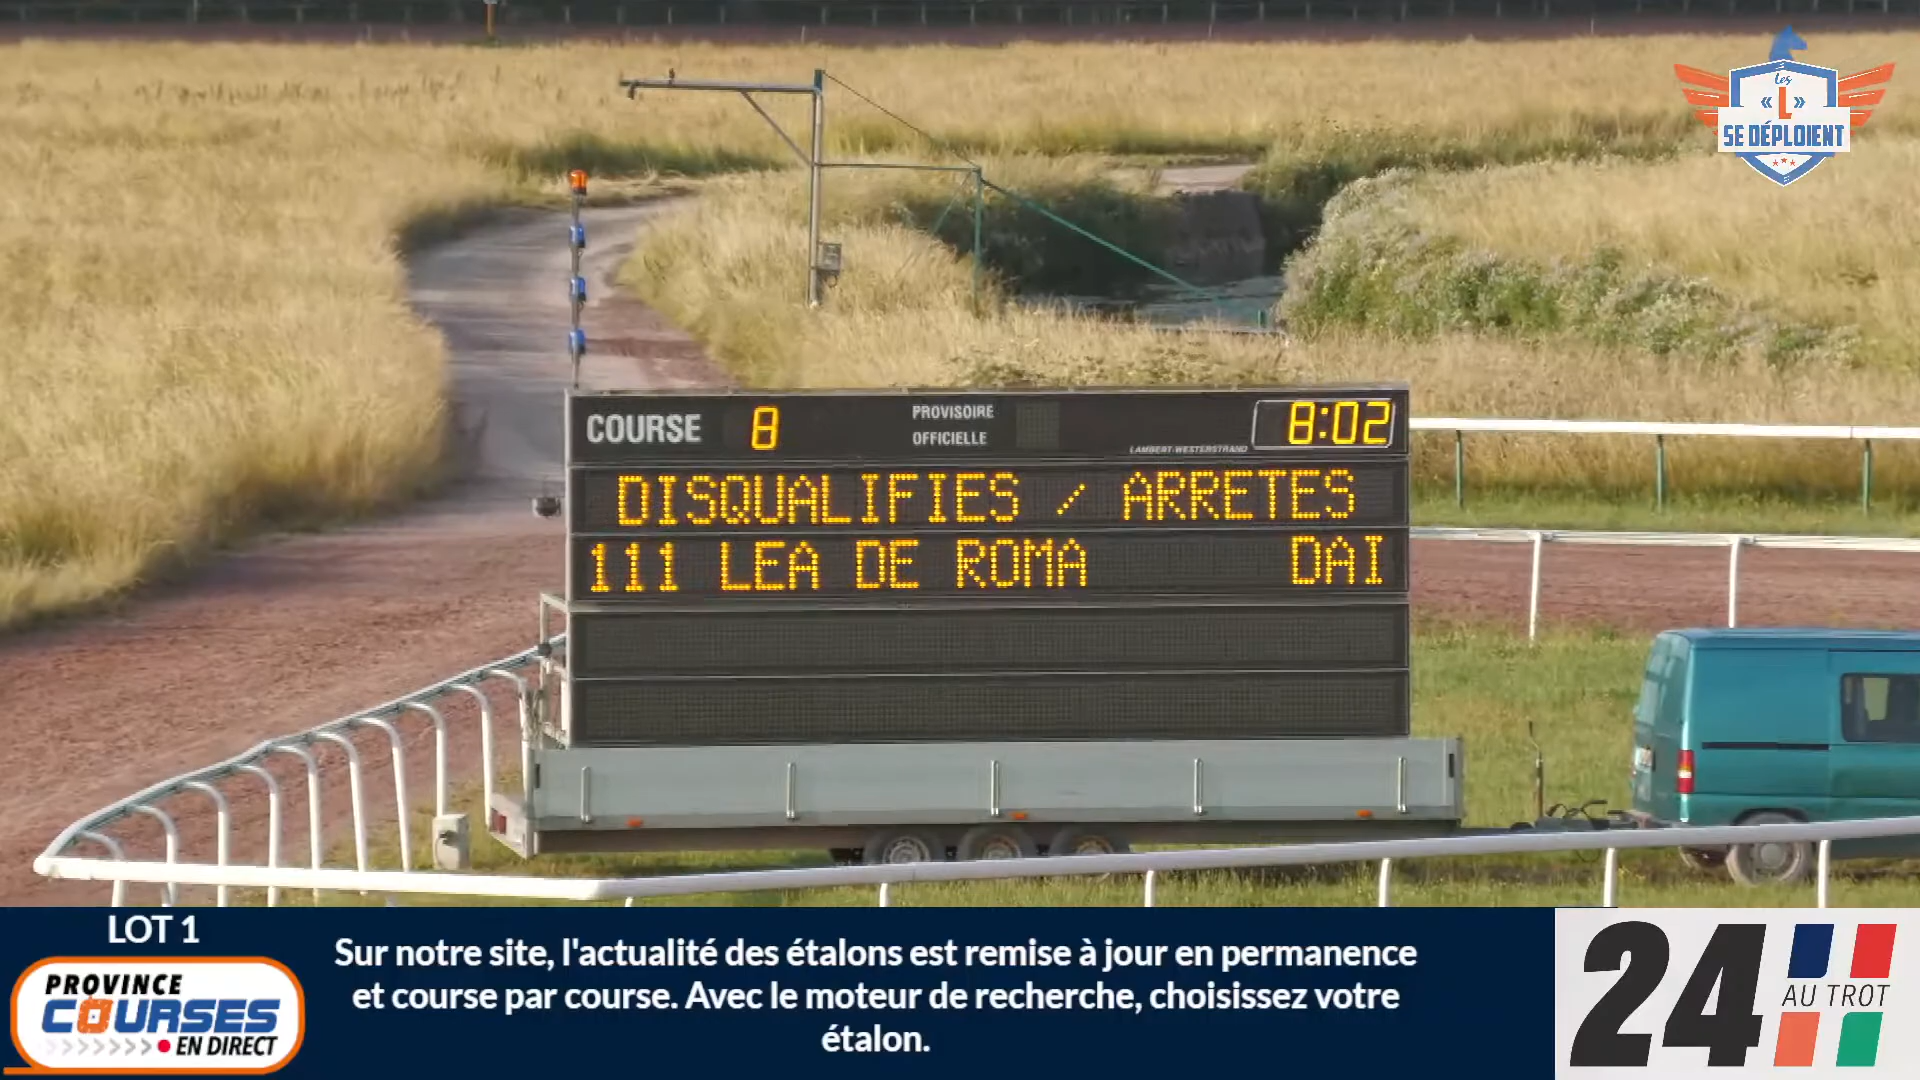 Les
« L »
SE DÉPLOIENT
COURSE 8 PROVISOIRE OFFICIELLE 8:02
LAMBERT-WESTERSTRAND
DISQUALIFIES / ARRETES
111 LEA DE ROMA DAI
LOT 1
PROVINCE
COURSES
EN DIRECT
Sur notre site, l'actualité des étalons est remise à jour en permanence
et course par course. Avec le moteur de recherche, choisissez votre
étalon.
24
AU TROT